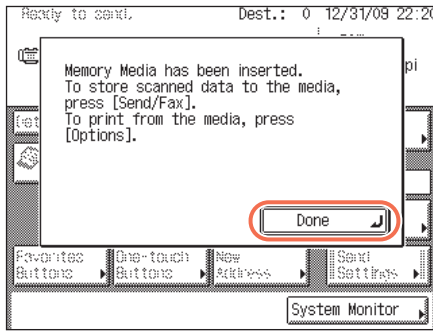 Ready to send.
Dest.: 0 12/31/09 22:20
Memory Media has been inserted.
To store scanned data to the media,
press [Send/Fax].
To print from the media, press
[Options].
Done
Favorites
Buttons
One-touch
Buttons
New
Address
Send
Settings
System Monitor